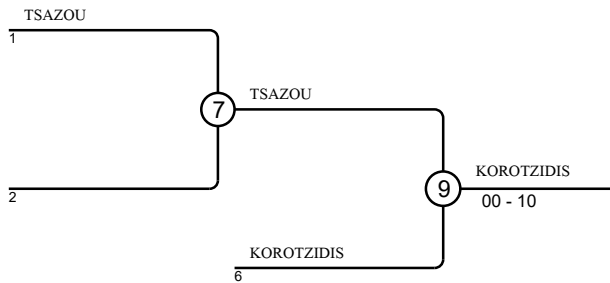 TSAZOU
1
7
TSAZOU
2
9
KOROTZIDIS
00 - 10
KOROTZIDIS
6